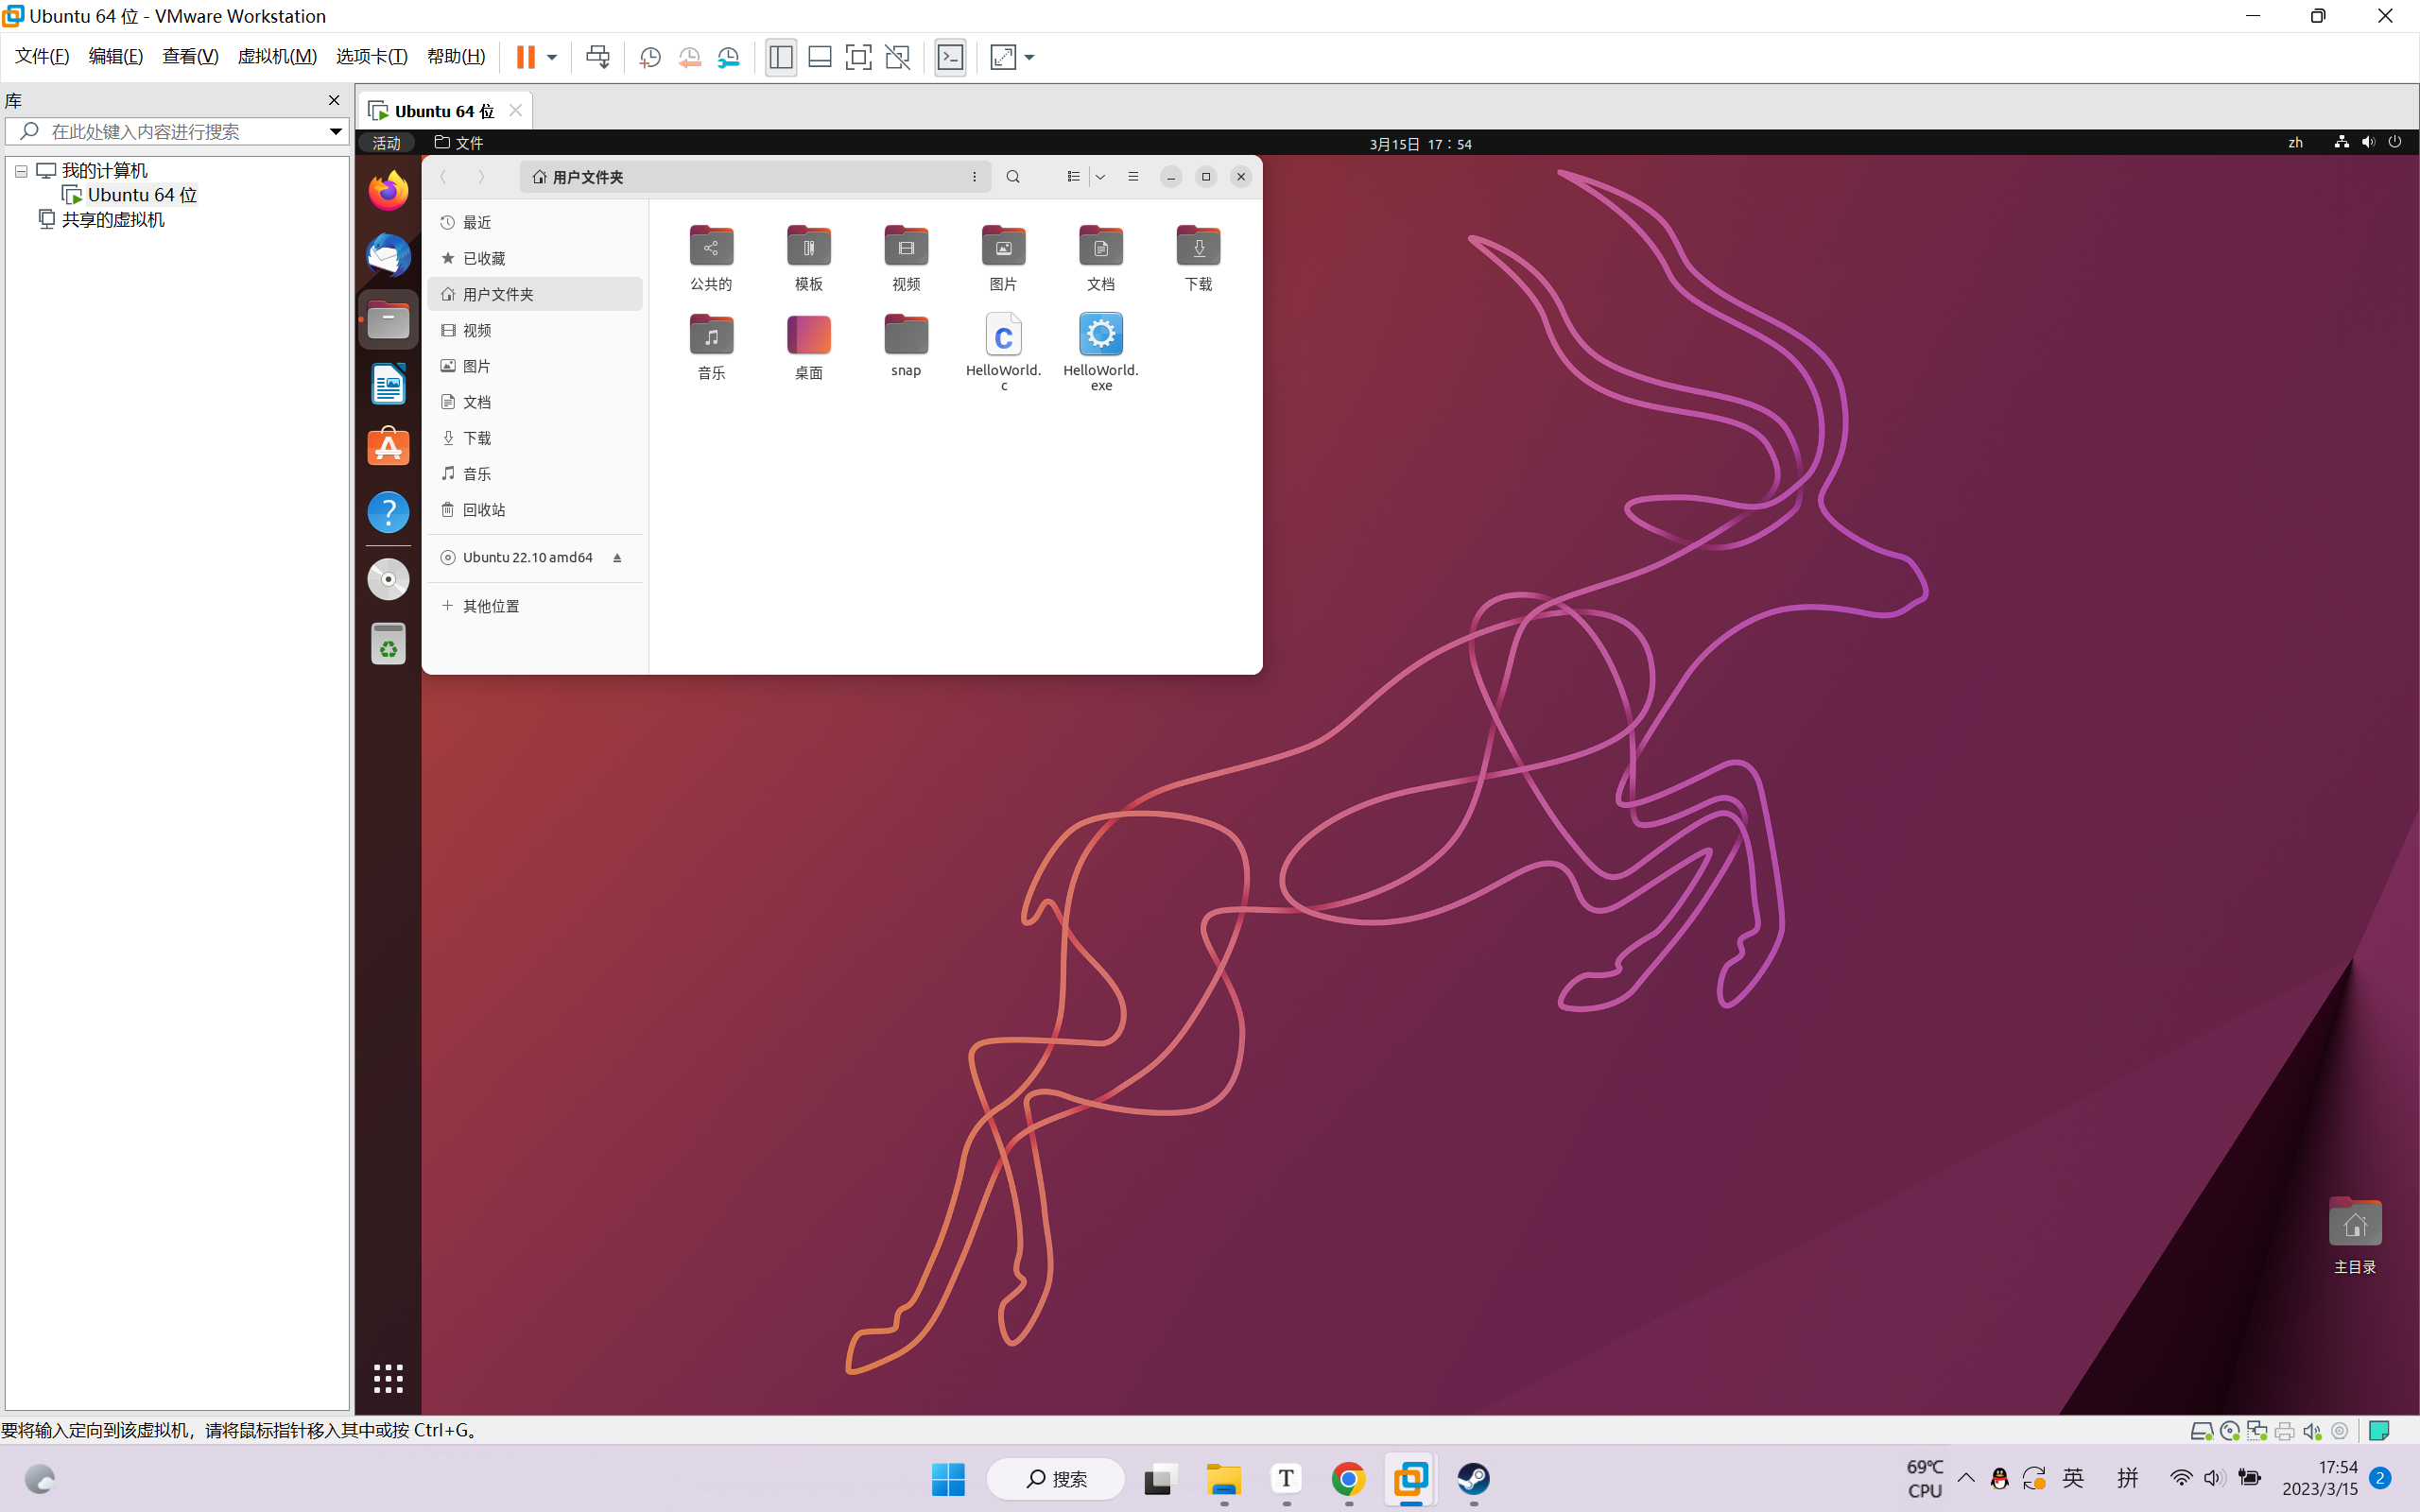 Ubuntu 64 位 - VMware Workstation
文件(F) 编辑(E) 查看(V) 虚拟机(M) 选项卡(T) 帮助(H)
库
在此处键入内容进行搜索
我的计算机
Ubuntu 64 位
共享的虚拟机
Ubuntu 64 位
活动 文件 3月15日 17:54 zh
用户文件夹
最近
已收藏
用户文件夹
视频
图片
文档
下载
音乐
回收站
Ubuntu 22.10 amd64
其他位置
公共的 模板 视频 图片 文档 下载
音乐 桌面 snap HelloWorld. HelloWorld.
c exe
C
?
主目录
要将输入定向到该虚拟机，请将鼠标指针移入其中或按 Ctrl+G。
搜索
T
69℃
CPU
英 拼
17:54
2023/3/15
2